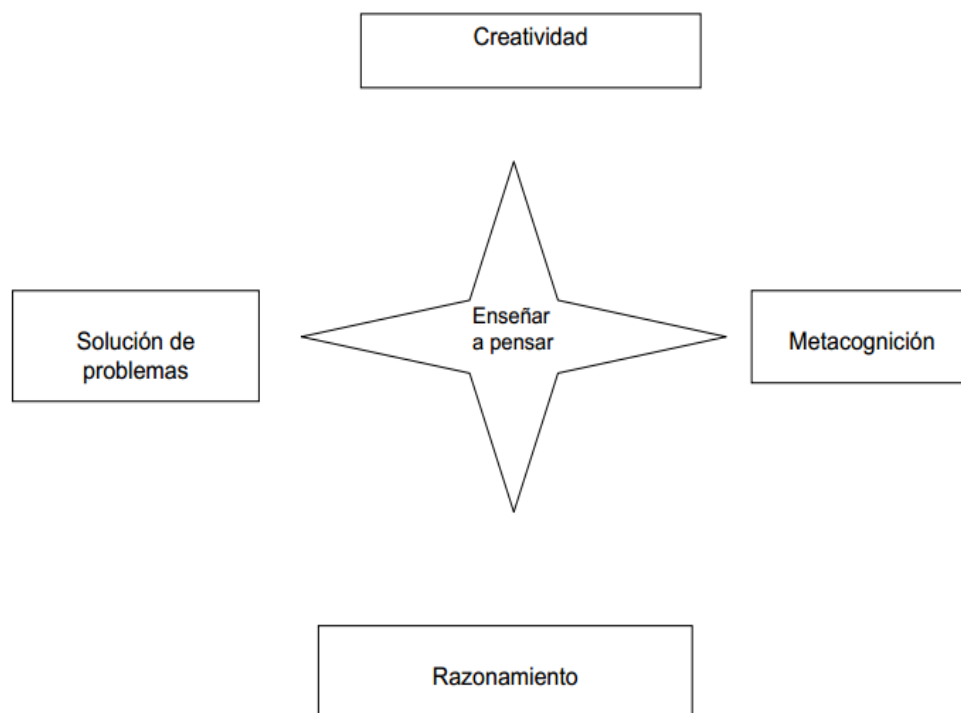 Creatividad
Enseñar
a pensar
Solución de
problemas
Metacognición
Razonamiento